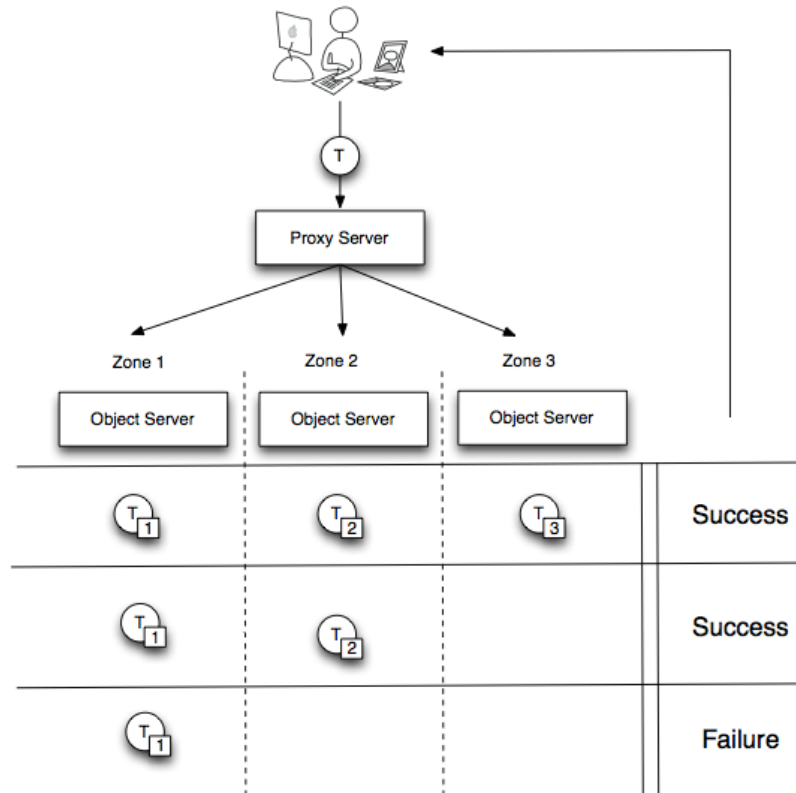 T
Proxy Server
Zone 1 Zone 2 Zone 3
Object Server Object Server Object Server
T 1 T 2 T 3 Success
T 1 T 2 Success
T 1 Failure